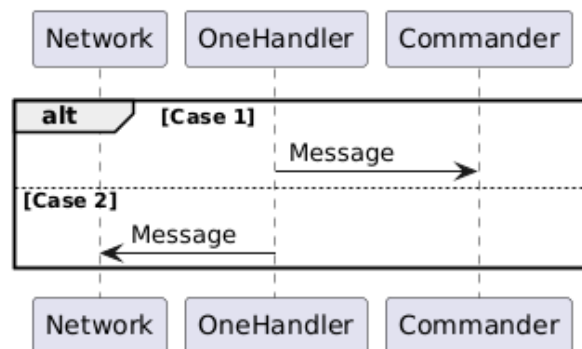 Network OneHandler Commander
alt [Case 1]
Message
[Case 2]
Message
Network OneHandler Commander